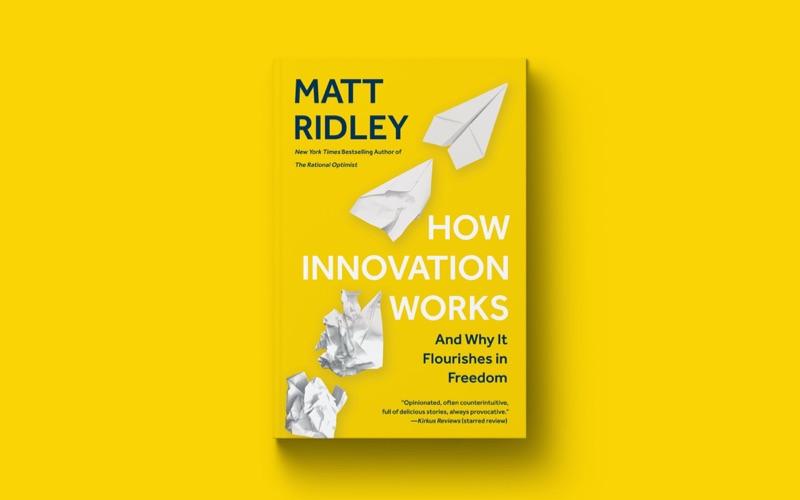 MATT
RIDLEY
New York Times Bestselling Author of
The Rational Optimist
HOW
INNOVATION
WORKS
And Why It
Flourishes in
Freedom
"Opinionated, often counterintuitive,
full of delicious stories, always provocative."
—Kirkus Reviews (starred review)